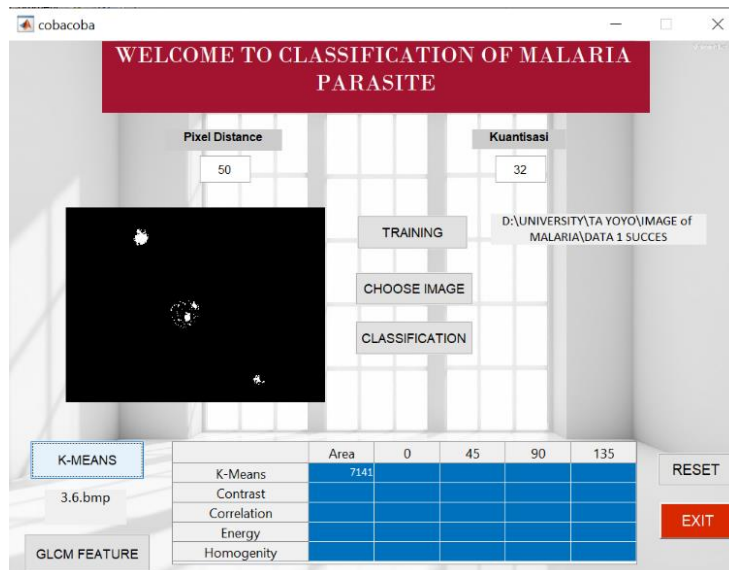 cobacoba
WELCOME TO CLASSIFICATION OF MALARIA
PARASITE
Pixel Distance
Kuantisasi
50
32
TRAINING
D:\UNIVERSITY\TA YOYO\IMAGE of
MALARIA\DATA 1 SUCCES
CHOOSE IMAGE
CLASSIFICATION
K-MEANS
3.6.bmp
GLCM FEATURE
Area 0 45 90 135
K-Means 7141
Contrast
Correlation
Energy
Homogenity
RESET
EXIT